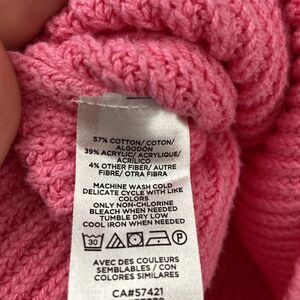 57% COTTON/ COTON/
ALGODON
39% ACRYLIC/ ACRYLIQUE/
ACRILICO
4% OTHER FIBER/ AUTRE
FIBRE/ OTRA FIBRA
MACHINE WASH COLD
DELICATE CYCLE WITH LIKE
COLORS
ONLY NON-CHLORINE
BLEACH WHEN NEEDED
TUMBLE DRY LOW
COOL IRON WHEN NEEDED
30
P
AVEC DES COULEURS
SEMBLABLES / CON
COLORES SIMILARES
CA#57421